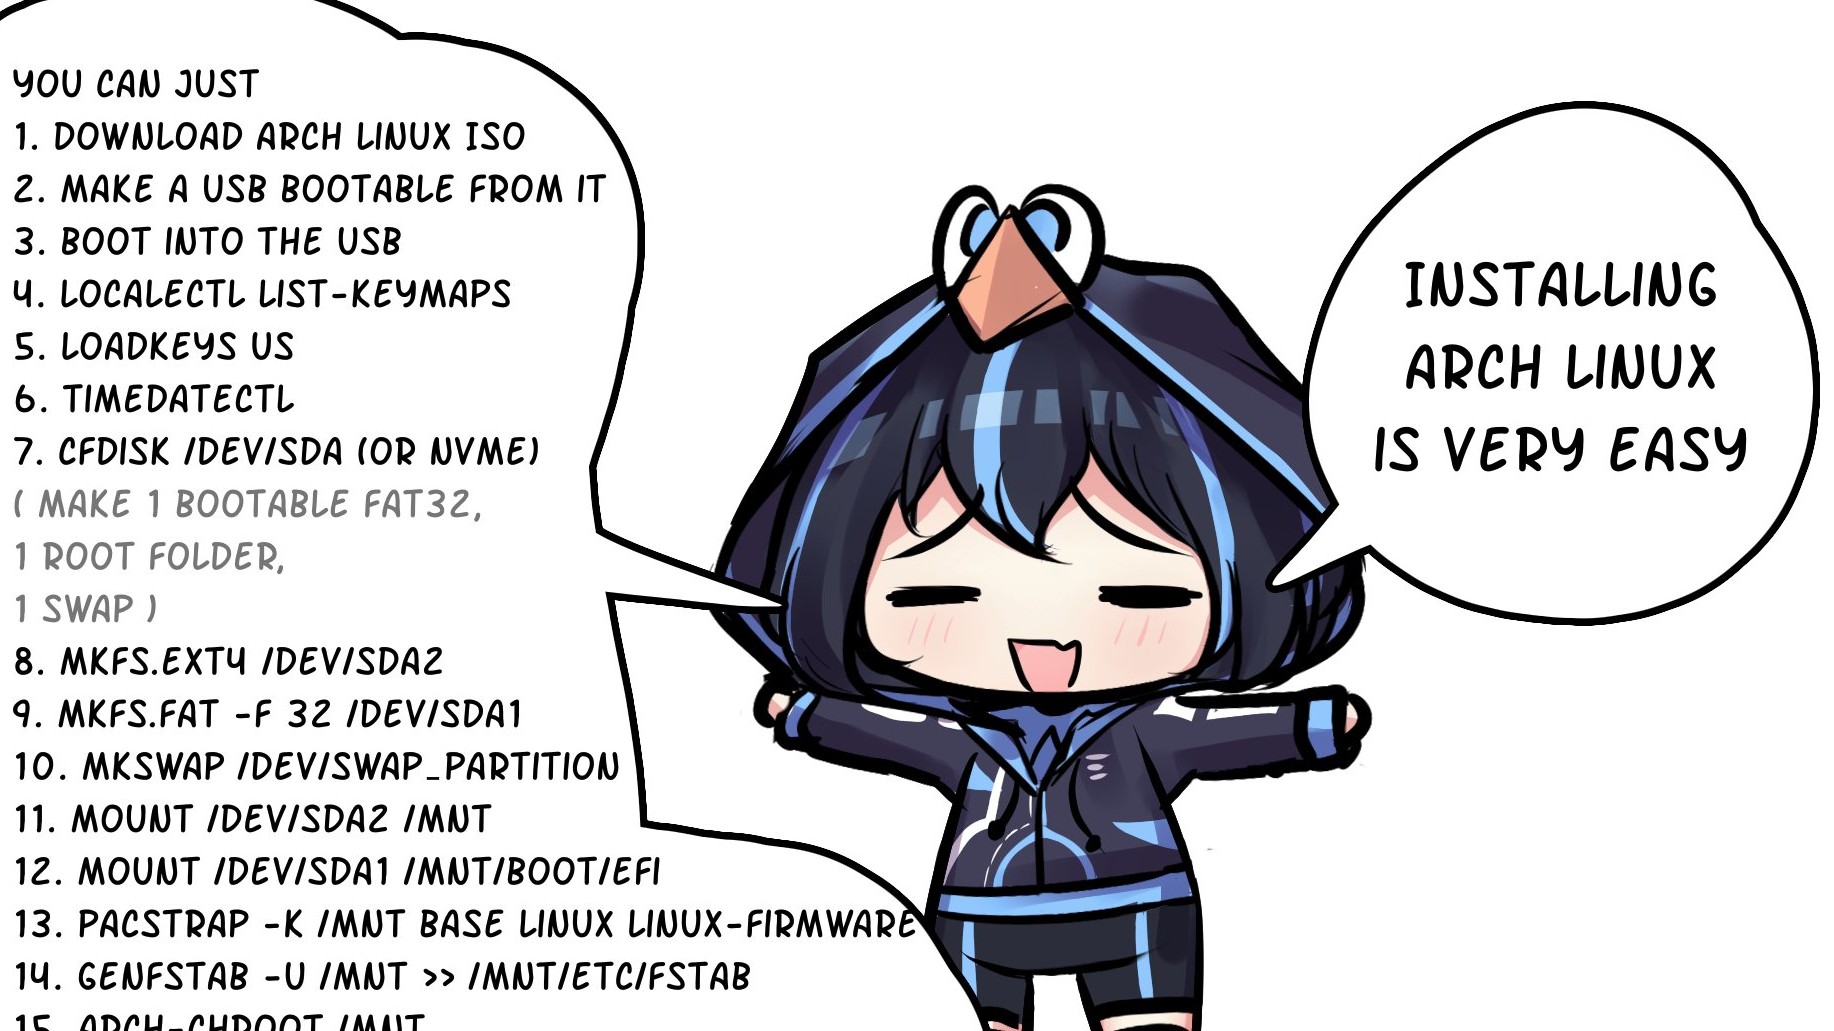 YOU CAN JUST
1. DOWNLOAD ARCH LINUX ISO
2. MAKE A USB BOOTABLE FROM IT
3. BOOT INTO THE USB
4. LOCALECTL LIST-KEYMAPS
5. LOADKEYS US
6. TIMEDATECTL
7. CFDISK /DEV/SDA (OR NVME)
( MAKE 1 BOOTABLE FAT32,
1 ROOT FOLDER,
1 SWAP )
8. MKFS.EXT4 /DEV/SDA2
9. MKFS.FAT -F 32 /DEV/SDA1
10. MKSWAP /DEV/SWAP_PARTITION
11. MOUNT /DEV/SDA2 /MNT
12. MOUNT /DEV/SDA1 /MNT/BOOT/EFI
13. PACSTRAP -K /MNT BASE LINUX LINUX-FIRMWARE
14. GENFSTAB -U /MNT >> /MNT/ETC/FSTAB
15. ARCH-CHROOT /MNT
INSTALLING
ARCH LINUX
IS VERY EASY